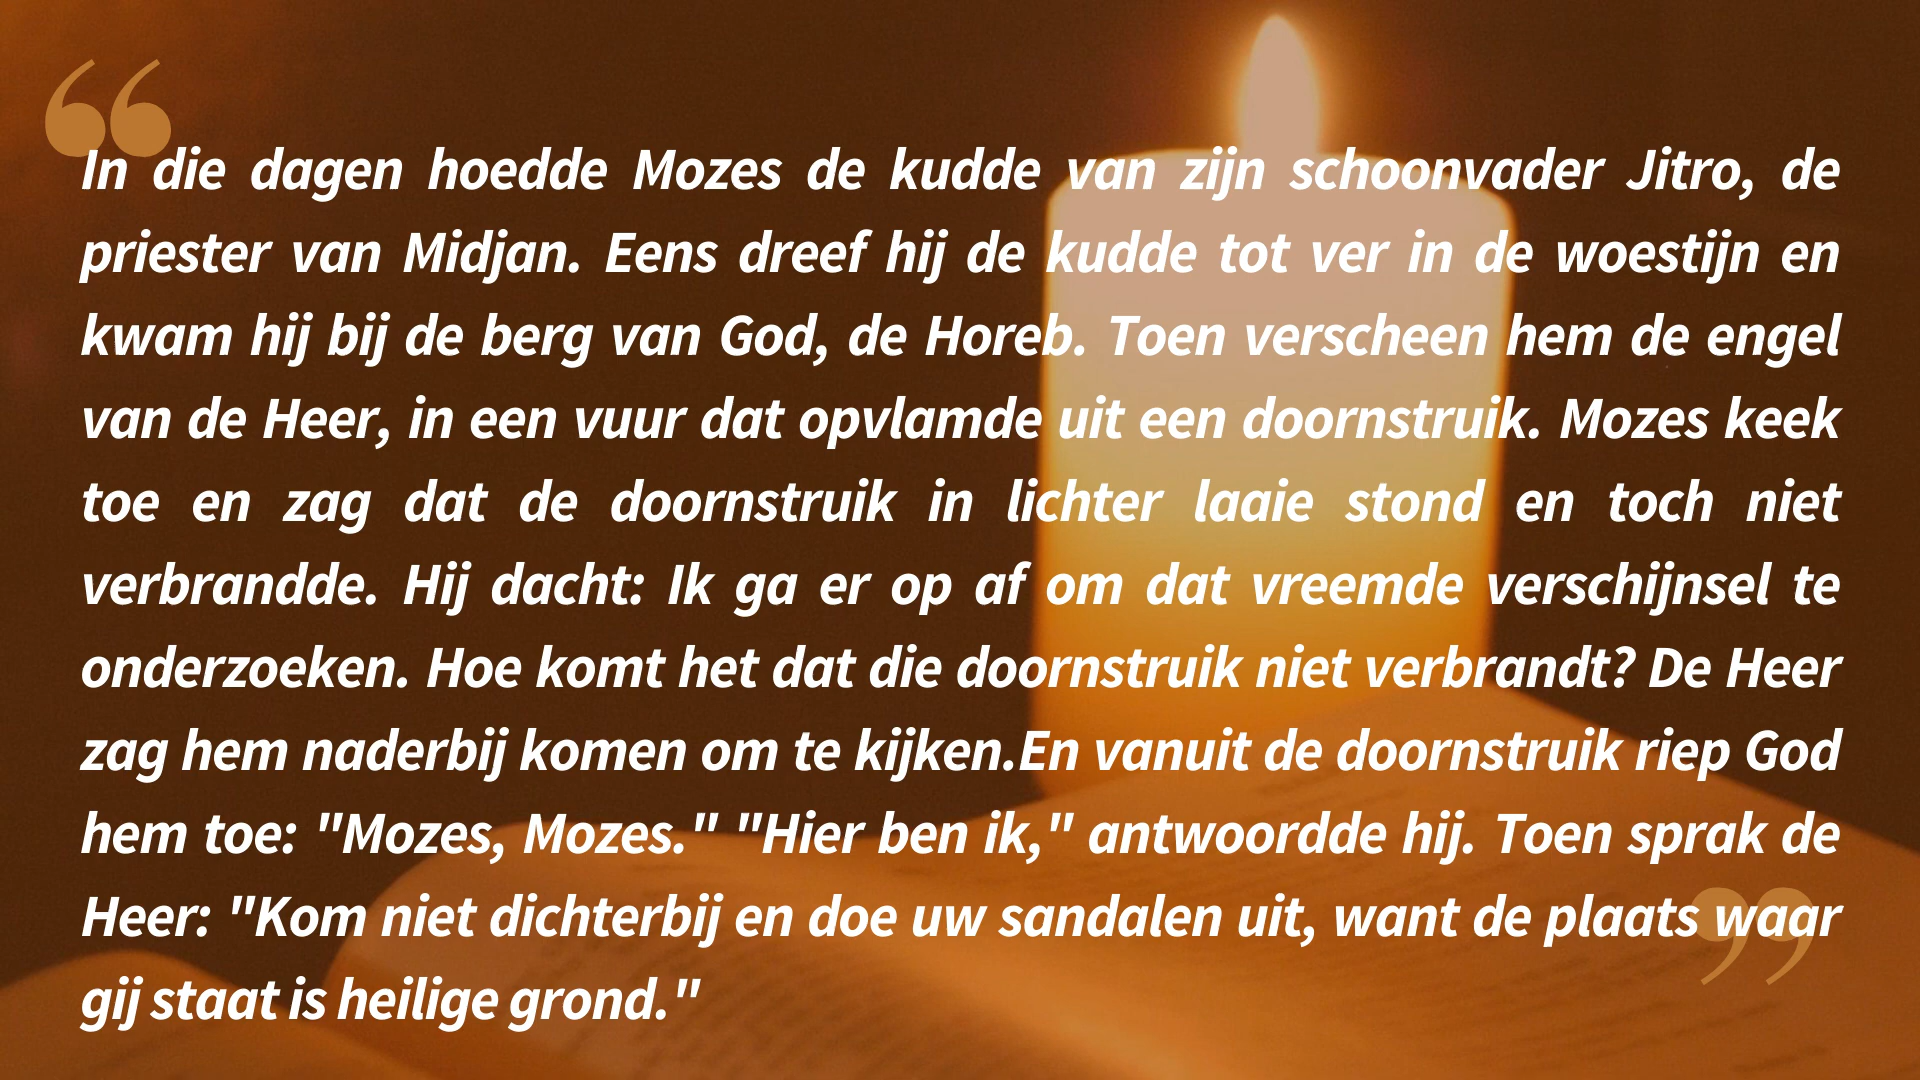 In die dagen hoedde Mozes de kudde van zijn schoonvader Jitro, de
priester van Midjan. Eens dreef hij de kudde tot ver in de woestijn en
kwam hij bij de berg van God, de Horeb. Toen verscheen hem de engel
van de Heer, in een vuur dat opvlamde uit een doornstruik. Mozes keek
toe en zag dat de doornstruik in lichter laaie stond en toch niet
verbrandde. Hij dacht: Ik ga er op af om dat vreemde verschijnsel te
onderzoeken. Hoe komt het dat die doornstruik niet verbrandt? De Heer
zag hem naderbij komen om te kijken.En vanuit de doornstruik riep God
hem toe: "Mozes, Mozes." "Hier ben ik," antwoordde hij. Toen sprak de
Heer: "Kom niet dichterbij en doe uw sandalen uit, want de plaats waar
gij staat is heilige grond."